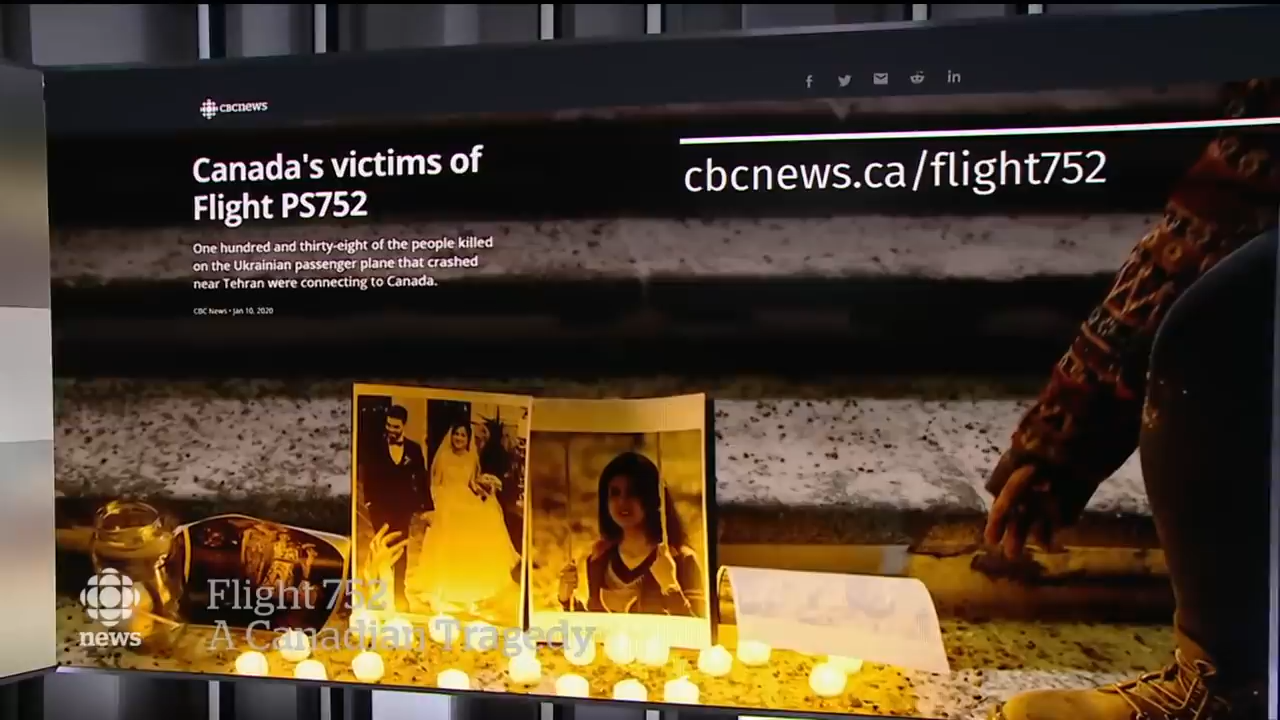 CBCNEWS
Canada's victims of
Flight PS752
One hundred and thirty-eight of the people killed
on the Ukrainian passenger plane that crashed
near Tehran were connecting to Canada.
CBC News • Jan 10, 2020
f
in
cbcnews.ca/flight752
news
Flight 752
A Canadian Tragedy